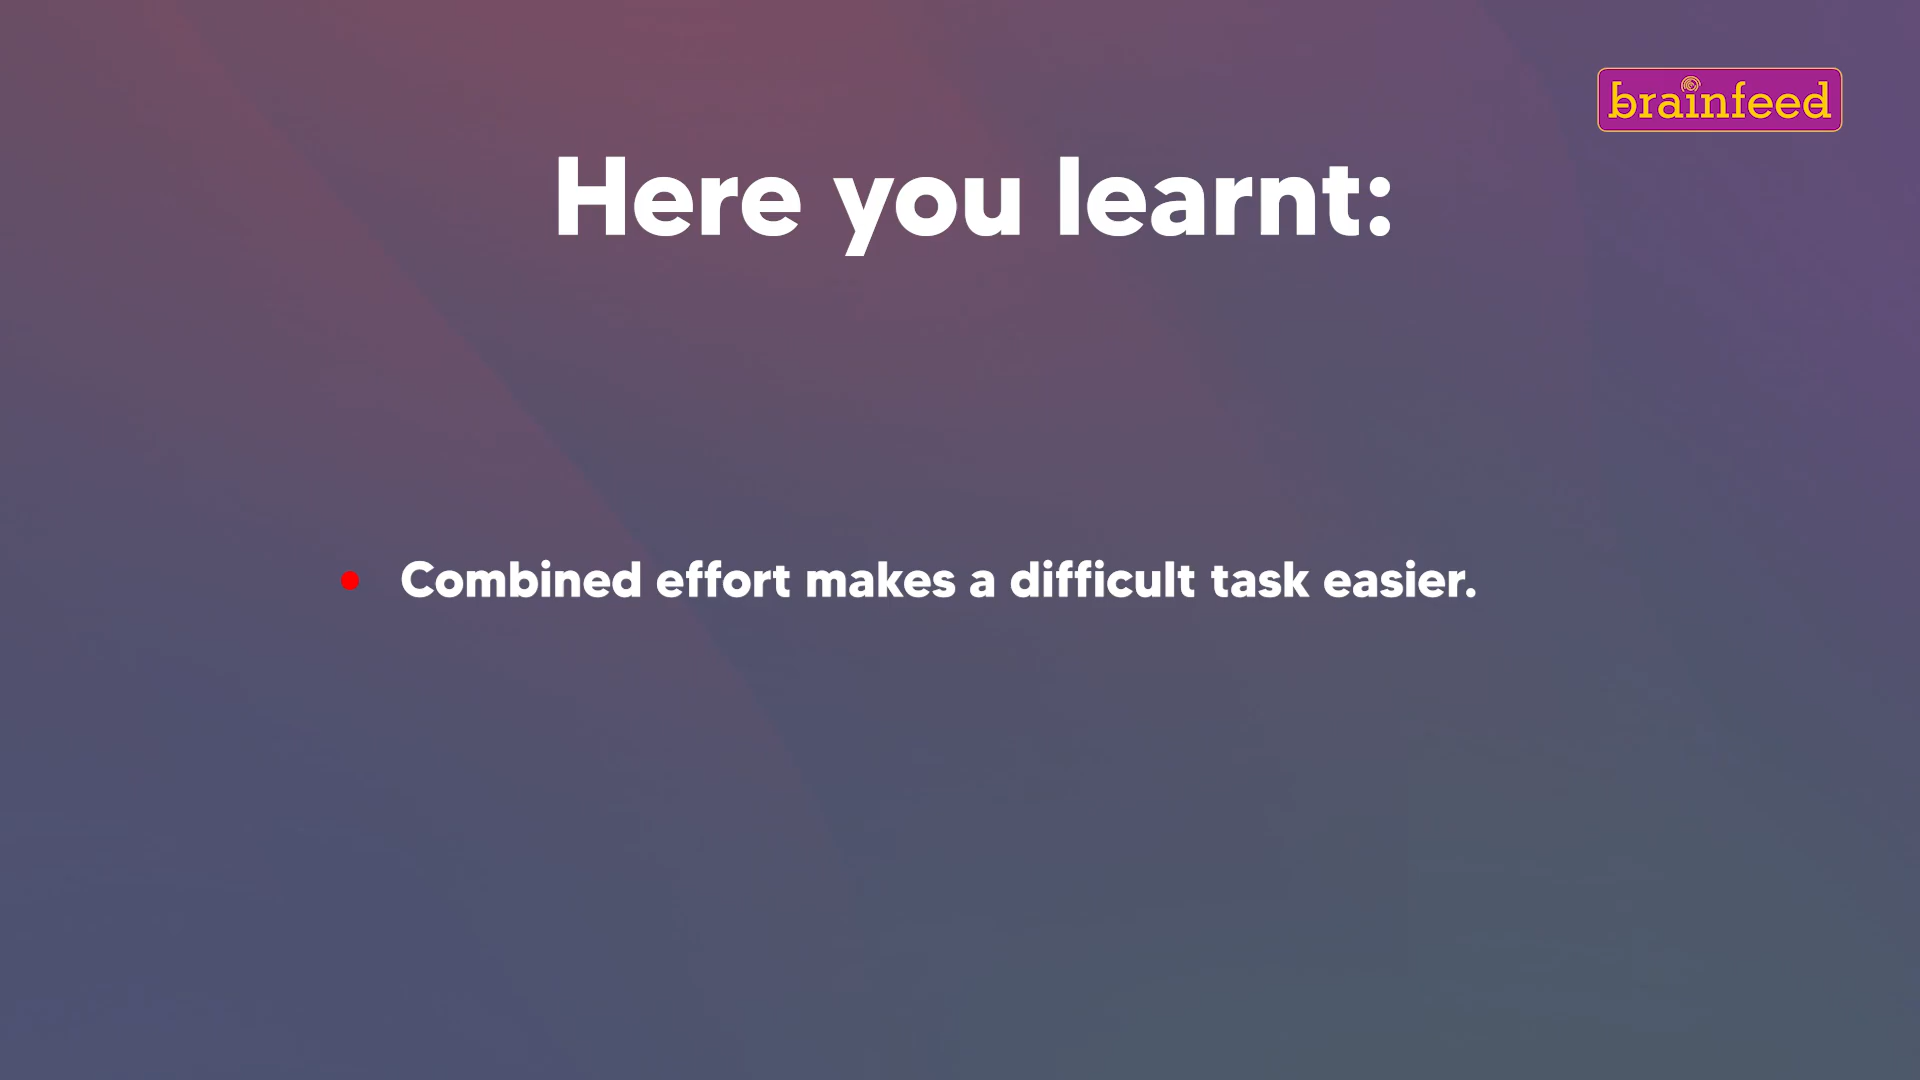 brainfeed
Here you learnt:
• Combined effort makes a difficult task easier.